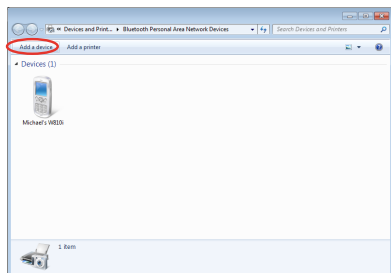 « Devices and Print... ▸ Bluetooth Personal Area Network Devices
Search Devices and Printers
Add a device
Add a printer
Devices (1)
Michael's W810i
1 item